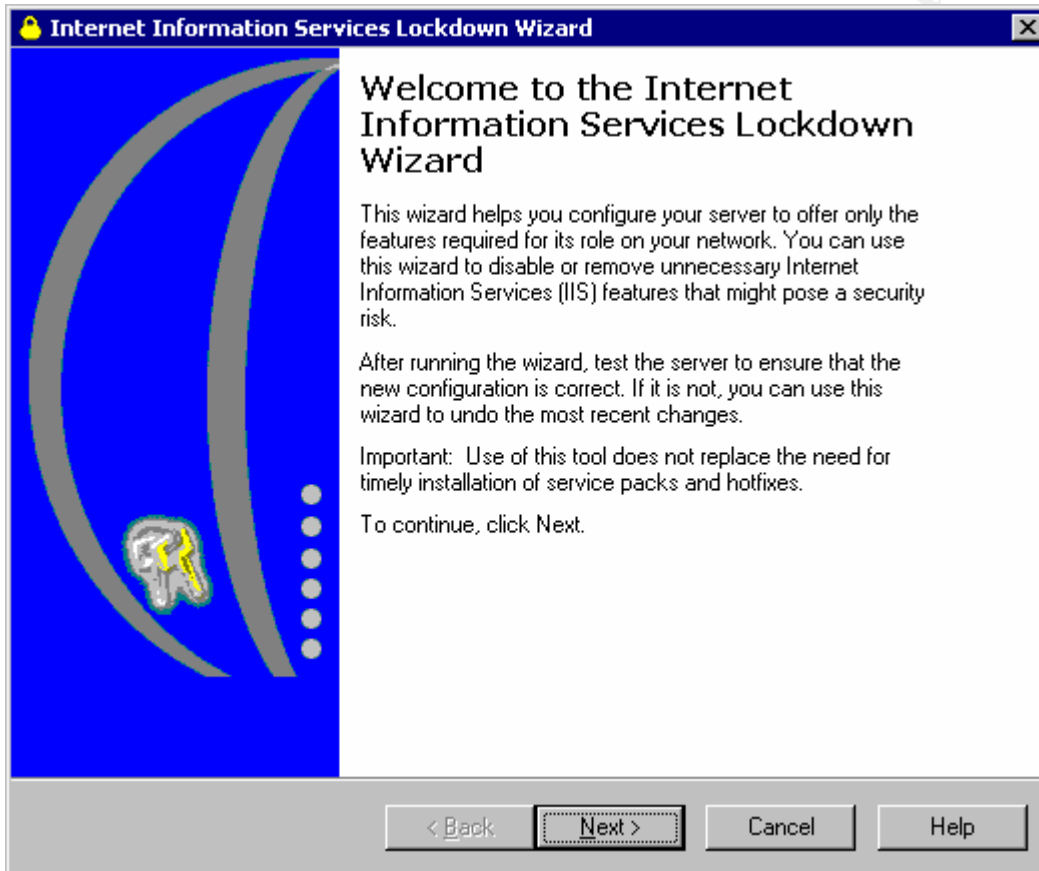 Internet Information Services Lockdown Wizard
Welcome to the Internet
Information Services Lockdown
Wizard
This wizard helps you configure your server to offer only the
features required for its role on your network. You can use
this wizard to disable or remove unnecessary Internet
Information Services (IIS) features that might pose a security
risk.
After running the wizard, test the server to ensure that the
new configuration is correct. If it is not, you can use this
wizard to undo the most recent changes.
Important:  Use of this tool does not replace the need for
timely installation of service packs and hotfixes.
To continue, click Next.
< Back  Next >  Cancel  Help